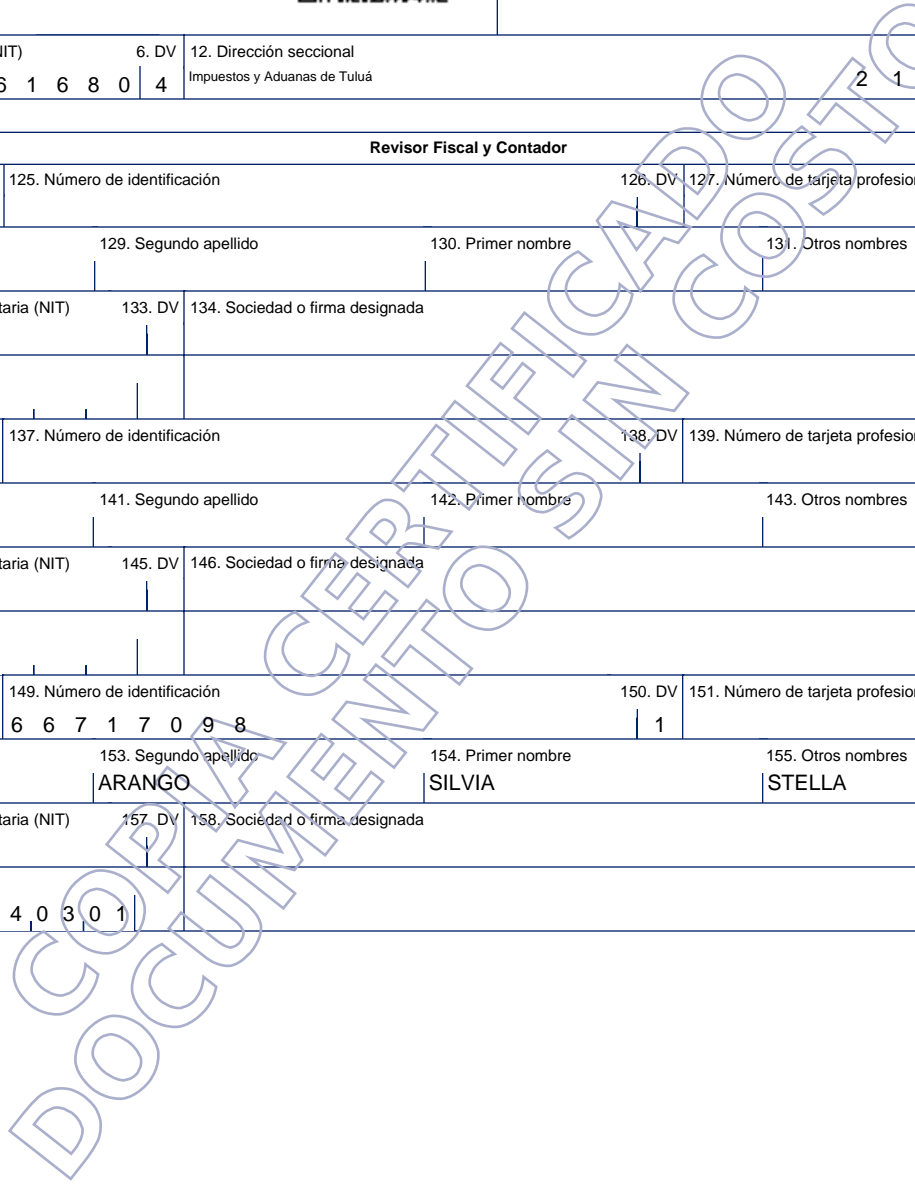 NIT) 6. DV 12. Dirección seccional
6 1 6 8 0 4 Impuestos y Aduanas de Tuluá 2 1
Revisor Fiscal y Contador
125. Número de identificación 126. DV 127. Número de tarjeta profesion
129. Segundo apellido 130. Primer nombre 131. Otros nombres
taria (NIT) 133. DV 134. Sociedad o firma designada
137. Número de identificación 138. DV 139. Número de tarjeta profesion
141. Segundo apellido 142. Primer nombre 143. Otros nombres
taria (NIT) 145. DV 146. Sociedad o firma designada
149. Número de identificación 150. DV 151. Número de tarjeta profesion
6 6 7 1 7 0 9 8 1
153. Segundo apellido 154. Primer nombre 155. Otros nombres
ARANGO SILVIA STELLA
taria (NIT) 157. DV 158. Sociedad o firma designada
4 0 3 0 1
COPIA CERTIFICADO
DOCUMENTO SIN COSTO